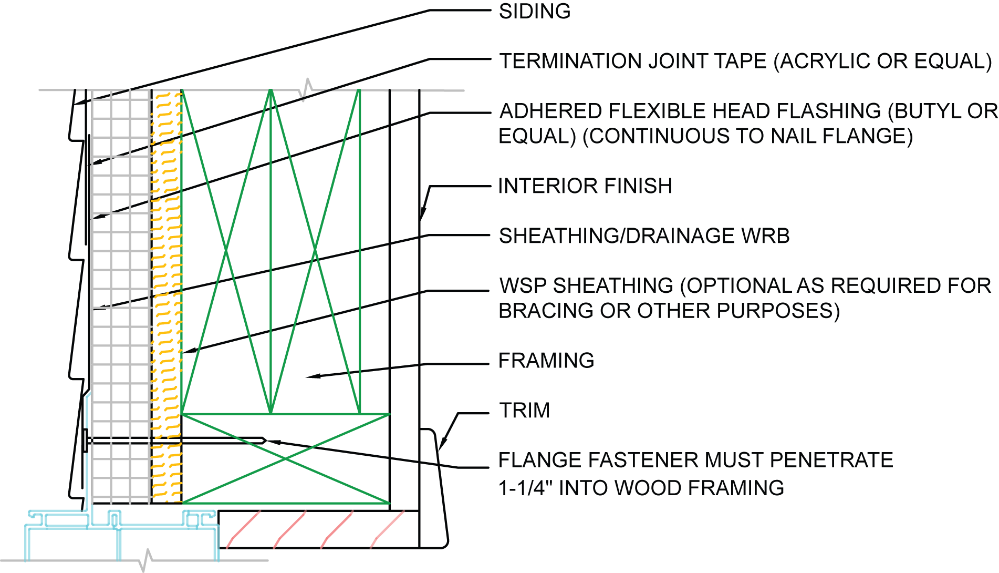 SIDING
TERMINATION JOINT TAPE (ACRYLIC OR EQUAL)
ADHERED FLEXIBLE HEAD FLASHING (BUTYL OR
EQUAL) (CONTINUOUS TO NAIL FLANGE)
INTERIOR FINISH
SHEATHING/DRAINAGE WRB
WSP SHEATHING (OPTIONAL AS REQUIRED FOR
BRACING OR OTHER PURPOSES)
FRAMING
TRIM
FLANGE FASTENER MUST PENETRATE
1-1/4" INTO WOOD FRAMING